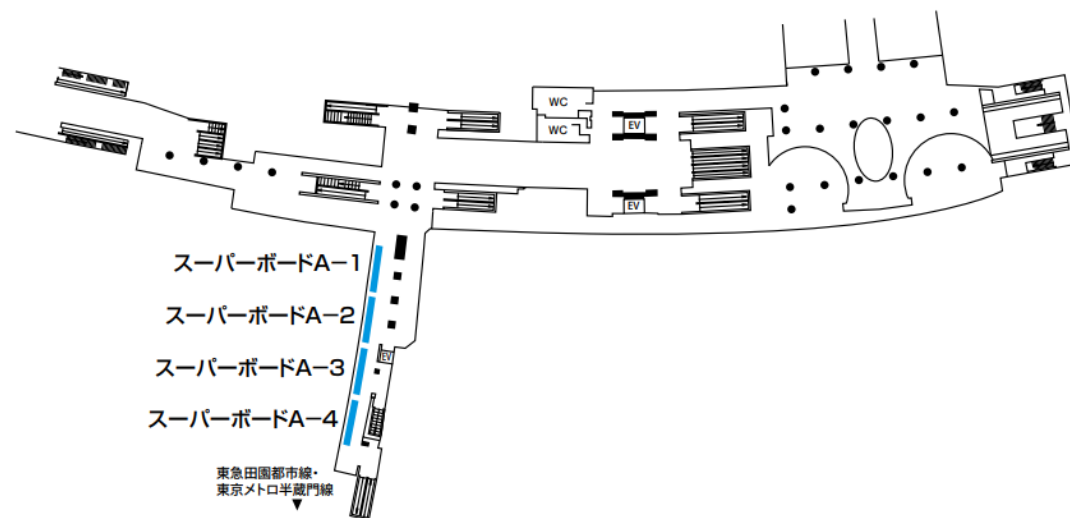 WC
WC
EV
EV
スーパーボードA−1
スーパーボードA−2
スーパーボードA−3
EV
スーパーボードA−4
東急田園都市線・
東京メトロ半蔵門線